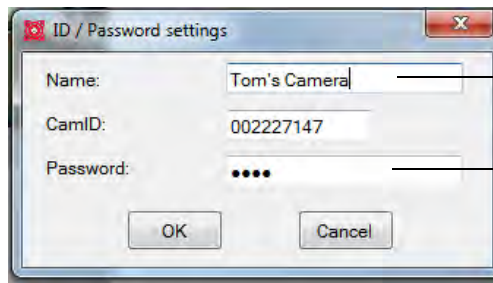 ID / Password settings
Name: Tom's Camera
CamID: 002227147
Password: ●●●●
OK Cancel